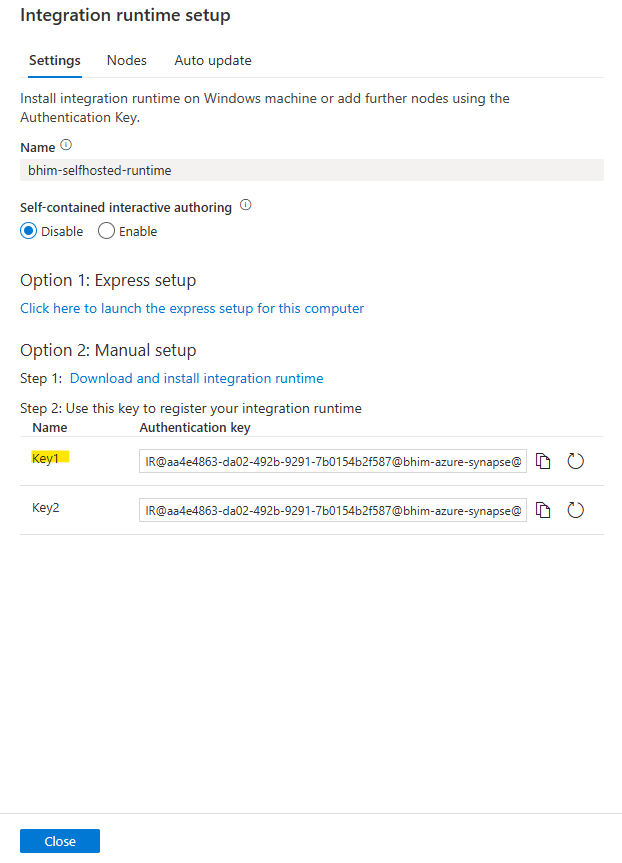 Integration runtime setup
Settings Nodes Auto update
Install integration runtime on Windows machine or add further nodes using the
Authentication Key.
Name
bhim-selfhosted-runtime
Self-contained interactive authoring
Disable Enable
Option 1: Express setup
Click here to launch the express setup for this computer
Option 2: Manual setup
Step 1: Download and install integration runtime
Step 2: Use this key to register your integration runtime
Name Authentication key
Key1 IR@aa4e4863-da02-492b-9291-7b0154b2f587@bhim-azure-synapse@
Key2 IR@aa4e4863-da02-492b-9291-7b0154b2f587@bhim-azure-synapse@
Close